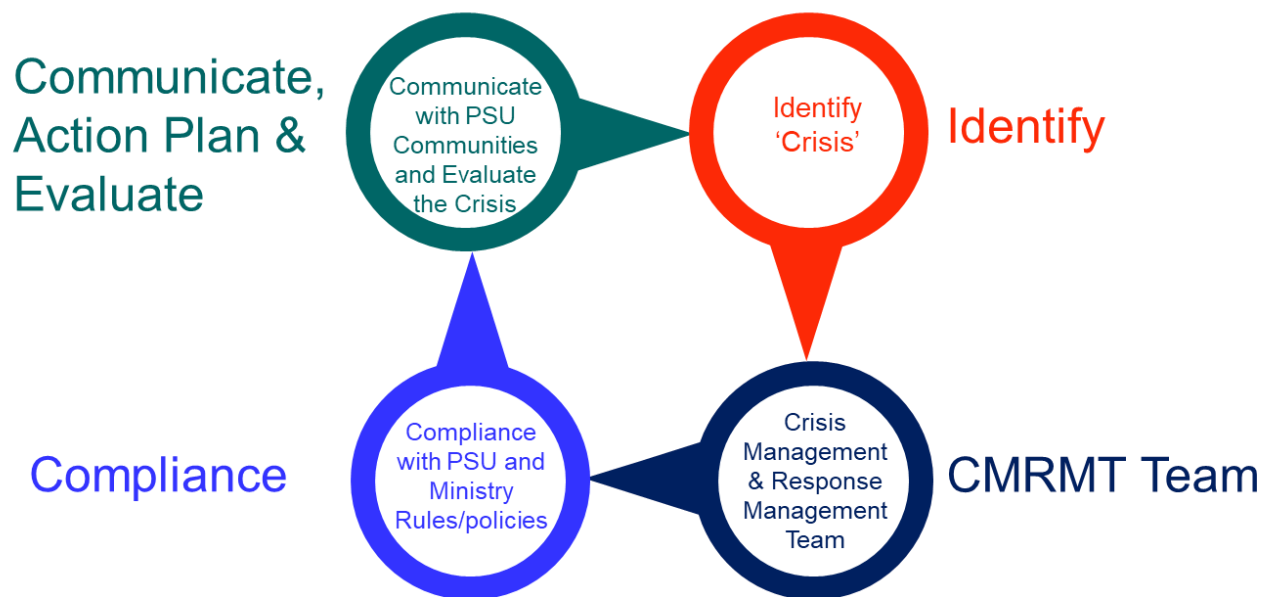 Communicate,
Action Plan &
Evaluate
Communicate
with PSU
Communities
and Evaluate
the Crisis
Identify
‘Crisis’
Identify
Compliance
Compliance
with PSU and
Ministry
Rules/policies
Crisis
Management
& Response
Management
Team
CMRMT Team